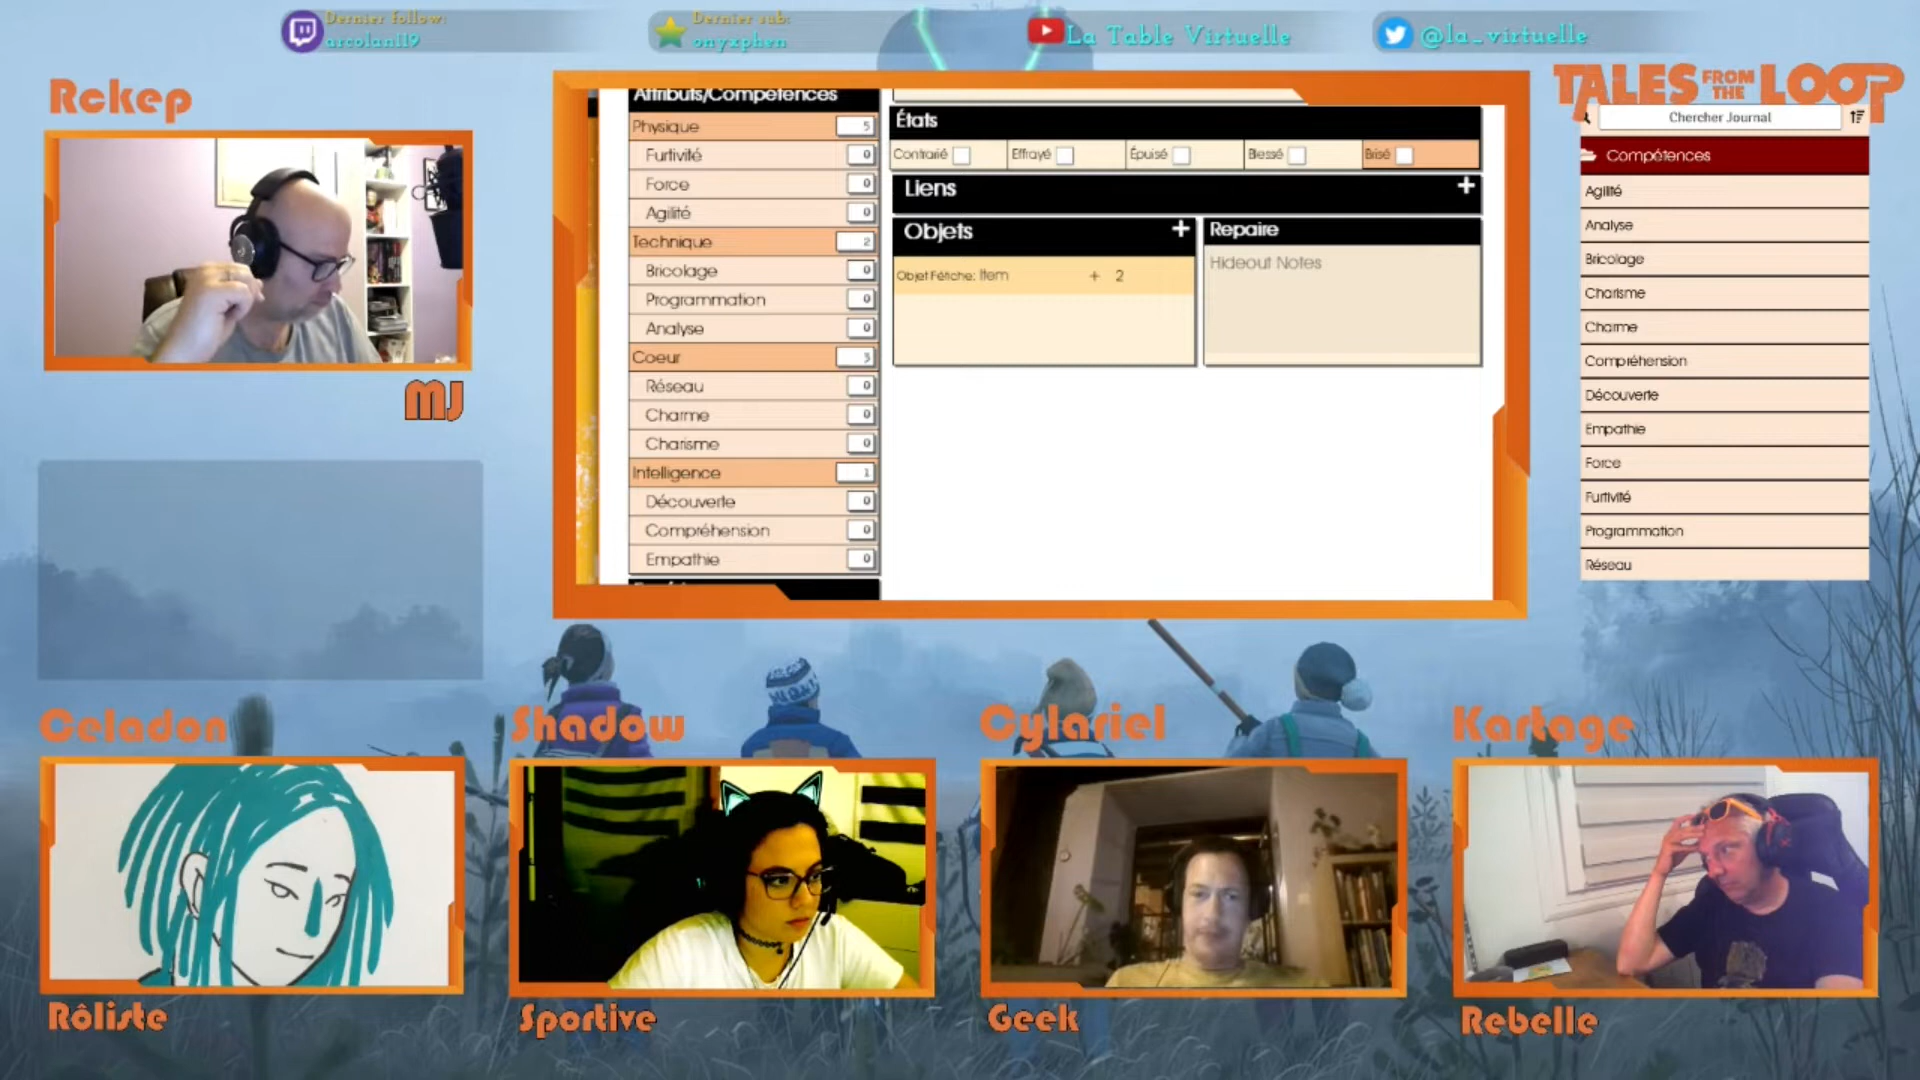 Dernier follow:
arcolan119
Dernier sub:
onyxphen
La Table Virtuelle
@la_virtuelle
Rckep
MJ
TALES FROM THE LOOP
Attributs/Compétences
Physique 5
Furtivité 0
Force 0
Agilité 0
Technique 2
Bricolage 0
Programmation 0
Analyse 0
Coeur 3
Réseau 0
Charme 0
Charisme 0
Intelligence 1
Découverte 0
Compréhension 0
Empathie 0
États
Contrarié
Effrayé
Épuisé
Blessé
Brisé
Liens +
Objets +
Objet Fétiche: Item + 2
Repaire
Hideout Notes
Chercher Journal
Compétences
Agilité
Analyse
Bricolage
Charisme
Charme
Compréhension
Découverte
Empathie
Force
Furtivité
Programmation
Réseau
Celadon
Rôliste
Shadow
Sportive
Cylariel
Geek
Kartage
Rebelle